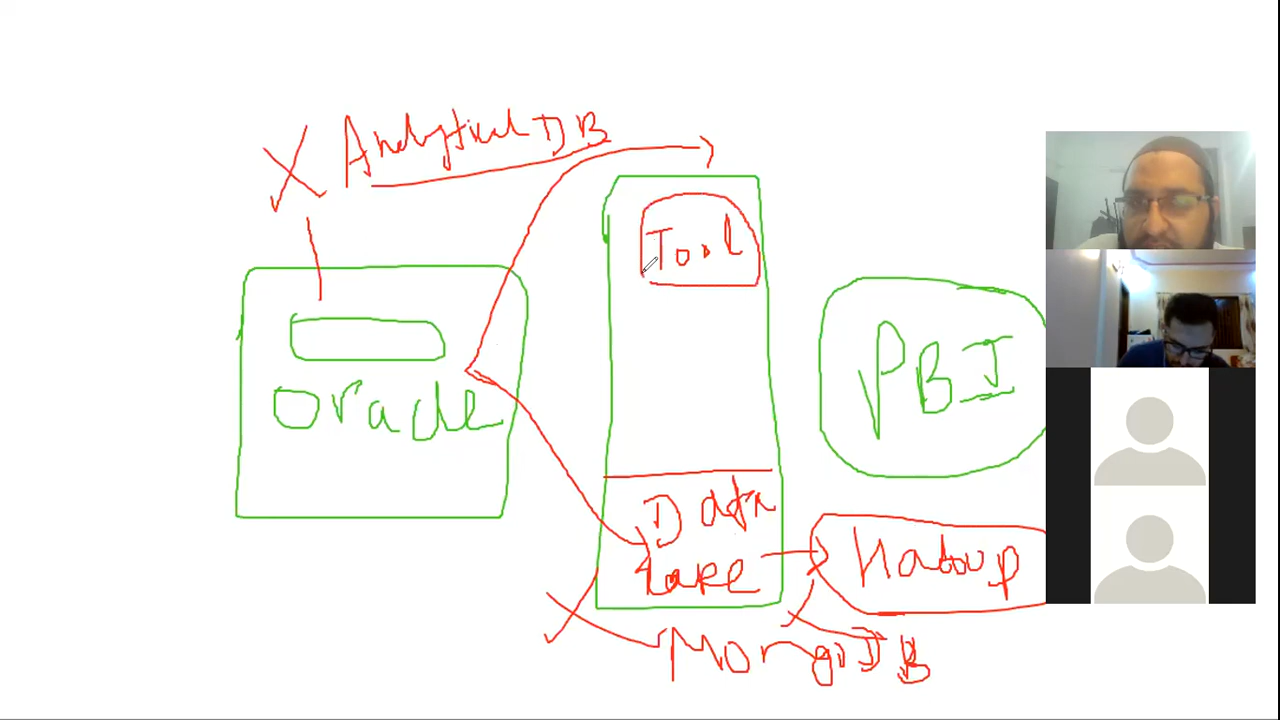 X Analytical DB
Tool
Oracle
PBI
Data
Lake
Hadoop
MongoDB